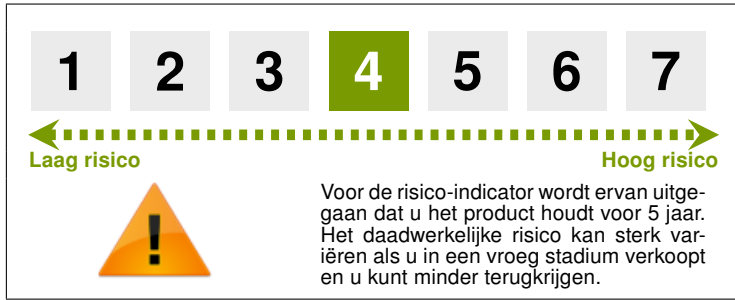 1 2 3 4 5 6 7
Laag risico Hoog risico
Voor de risico-indicator wordt ervan uitge-
gaan dat u het product houdt voor 5 jaar.
Het daadwerkelijke risico kan sterk var-
iëren als u in een vroeg stadium verkoopt
en u kunt minder terugkrijgen.